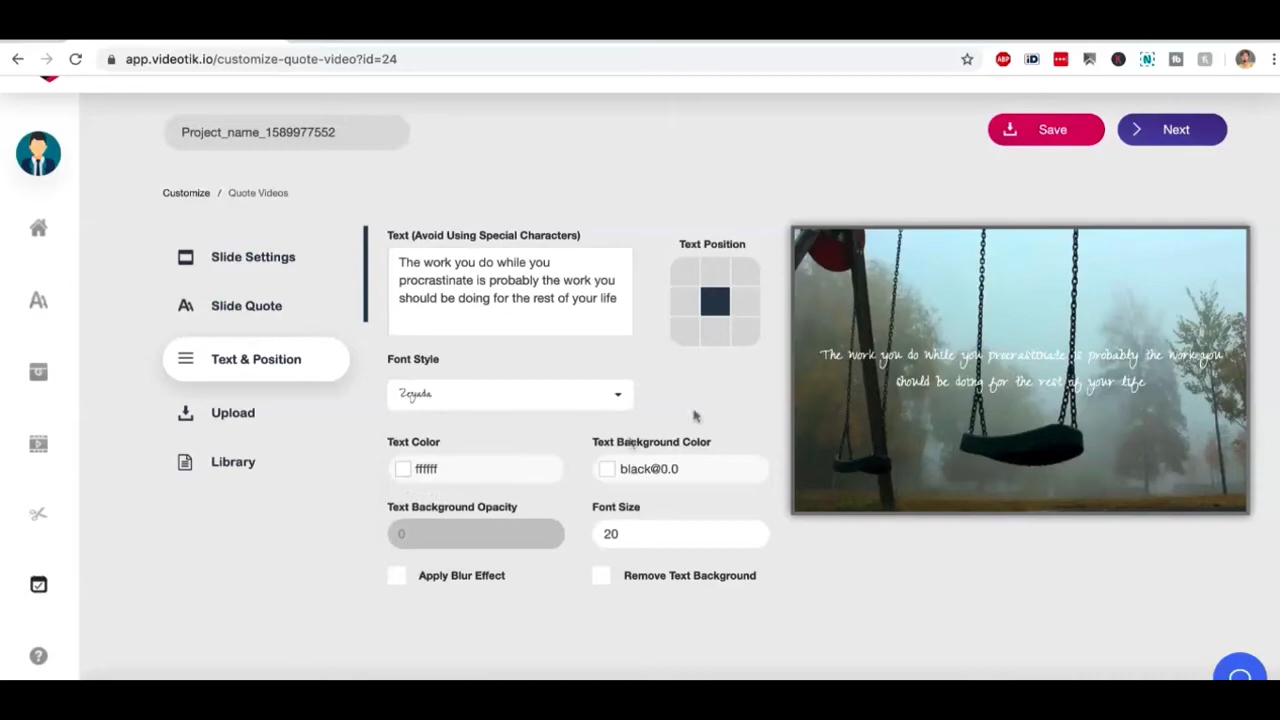 app.videotik.io/customize-quote-video?id=24
ABP
iD
fb
Project_name_1589977552
Save
Next
Customize / Quote Videos
Slide Settings
Slide Quote
Text & Position
Upload
Library
Text (Avoid Using Special Characters)
The work you do while you
procrastinate is probably the work you
should be doing for the rest of your life
Text Position
Font Style
Zeyada
Text Color
ffffff
Text Background Color
black@0.0
Text Background Opacity
0
Font Size
20
Apply Blur Effect
Remove Text Background
The work you do while you procrastinate is probably the work you
should be doing for the rest of your life